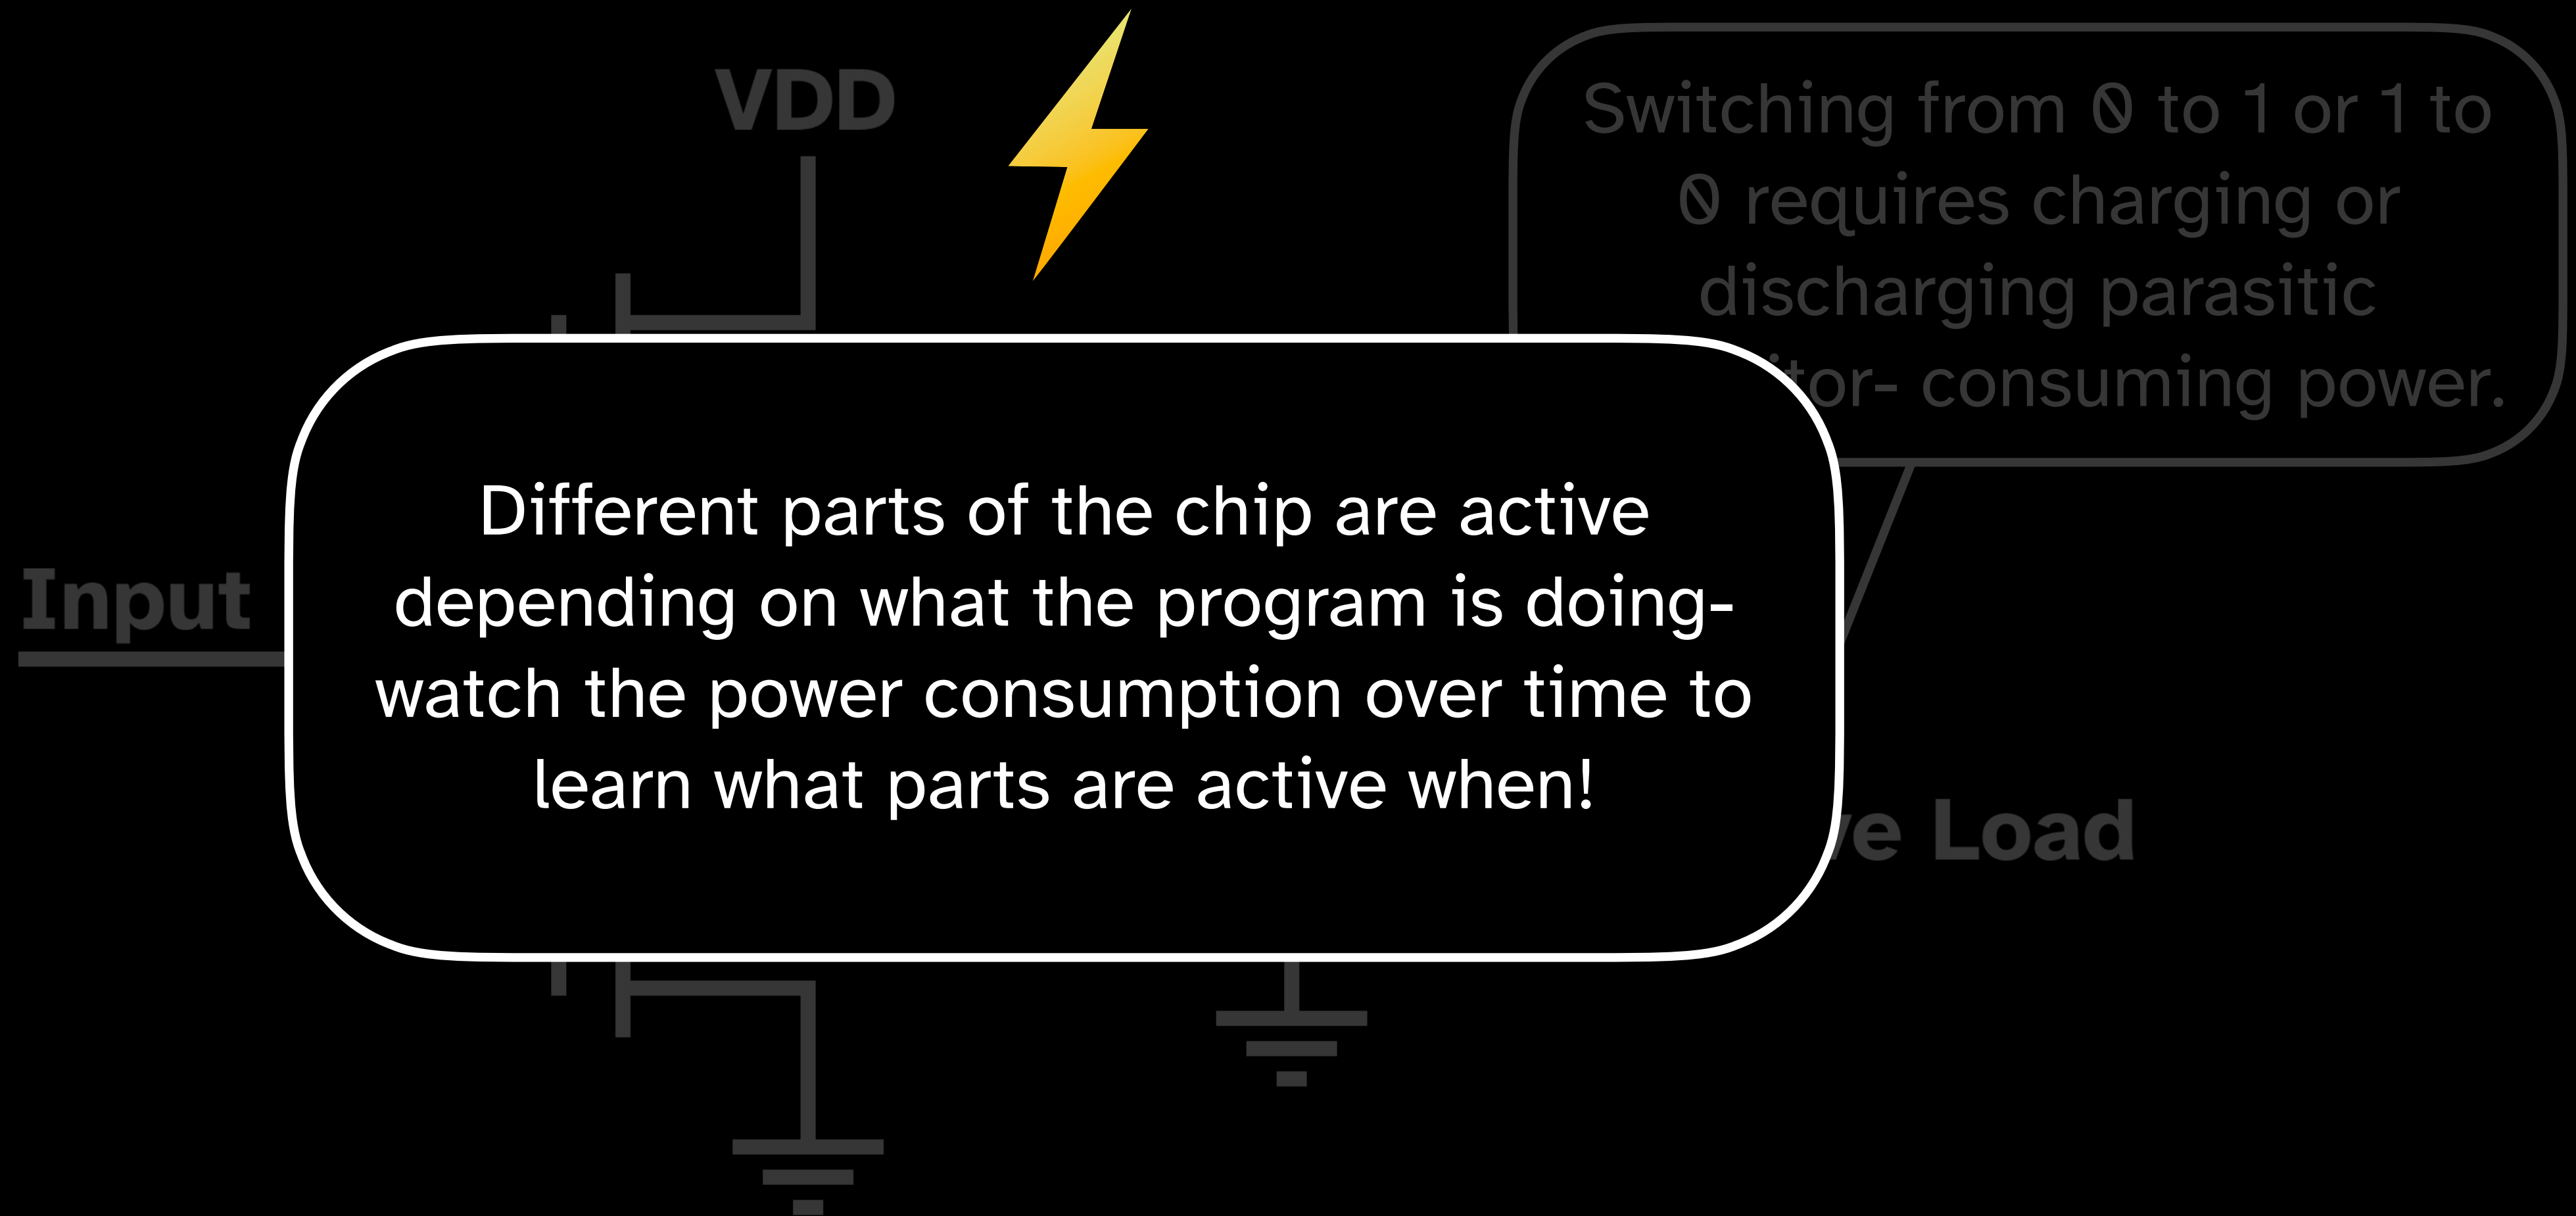 VDD
Switching from 0 to 1 or 1 to
0 requires charging or
discharging parasitic
consuming power.
Different parts of the chip are active
depending on what the program is doing-
watch the power consumption over time to
learn what parts are active when!
Input
Load